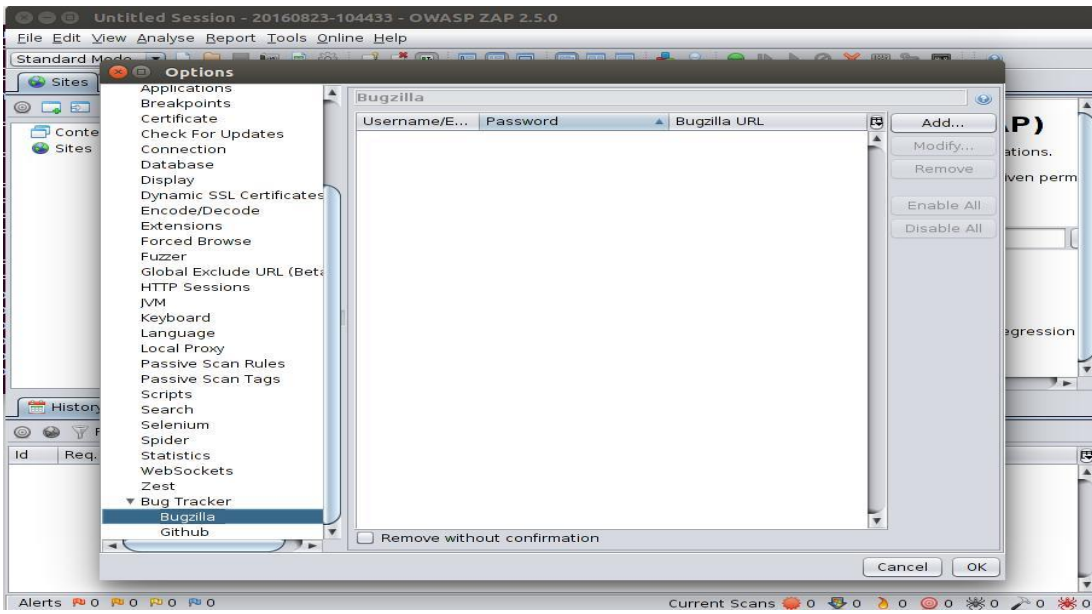 Untitled Session - 20160823-104433 - OWASP ZAP 2.5.0
File Edit View Analyse Report Tools Online Help
Standard Mode
Options
Sites
Conte
Sites
Applications
Breakpoints
Certificate
Check For Updates
Connection
Database
Display
Dynamic SSL Certificates
Encode/Decode
Extensions
Forced Browse
Fuzzer
Global Exclude URL (Beta
HTTP Sessions
JVM
Keyboard
Language
Local Proxy
Passive Scan Rules
Passive Scan Tags
Scripts
Search
Selenium
Spider
Statistics
WebSockets
Zest
Bug Tracker
Bugzilla
Github
Bugzilla
Username/E... Password Bugzilla URL
Add...
Modify...
Remove
Enable All
Disable All
Remove without confirmation
Cancel OK
P)
ations.
iven perm
egression
History
Id Req.
Alerts 0 0 0 0 Current Scans 0 0 0 0 0 0 0